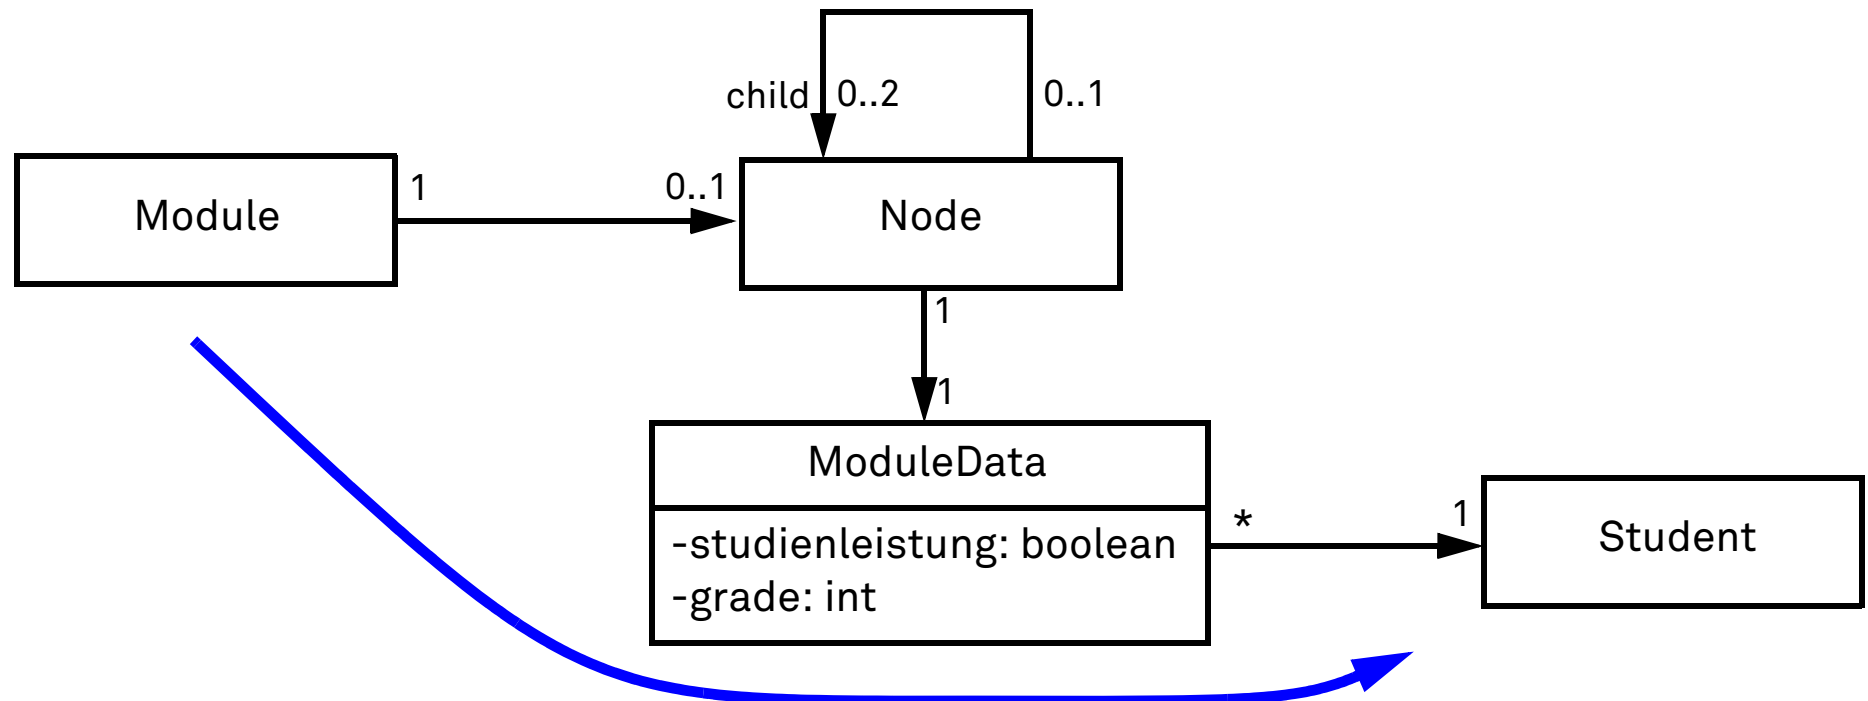 child 0..2 0..1
1 0..1
Module
Node
1
1
ModuleData
* 1
-studienleistung: boolean
Student
-grade: int